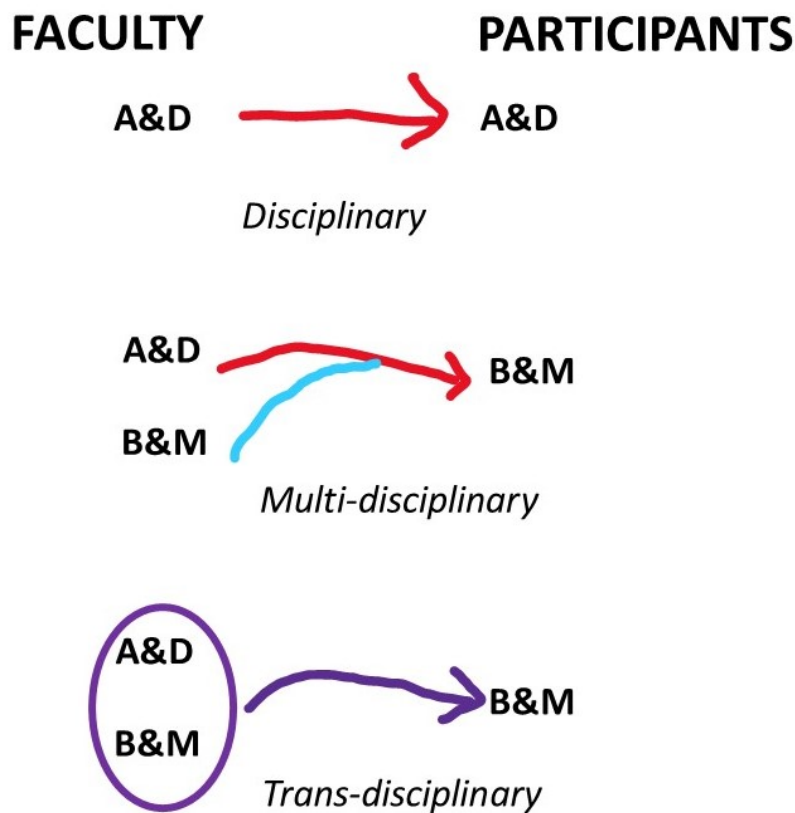 FACULTY PARTICIPANTS
A&D A&D
Disciplinary
A&D
B&M
B&M
Multi-disciplinary
A&D
B&M
B&M
Trans-disciplinary